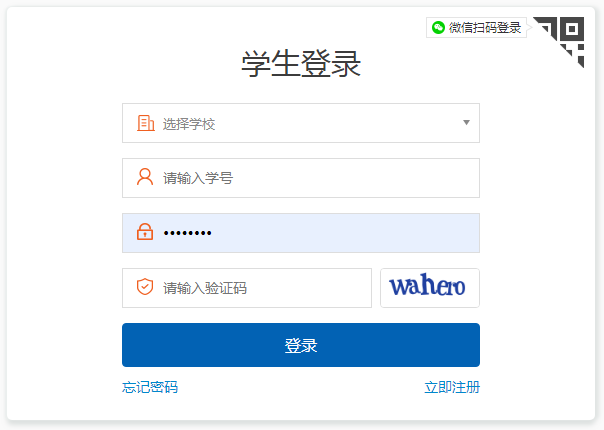 微信扫码登录
学生登录
选择学校
请输入学号
••••••••
请输入验证码
wahero
登录
忘记密码
立即注册